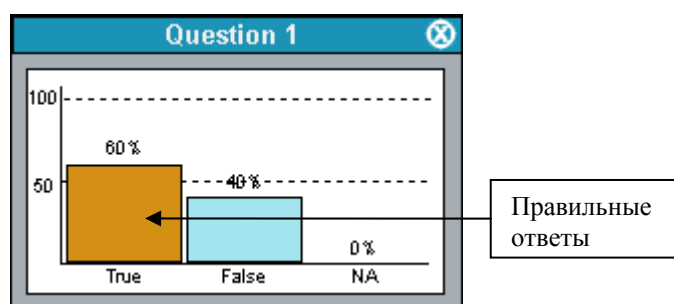 Question 1
100
60%
50
40%
0%
True False NA
Правильные
ответы